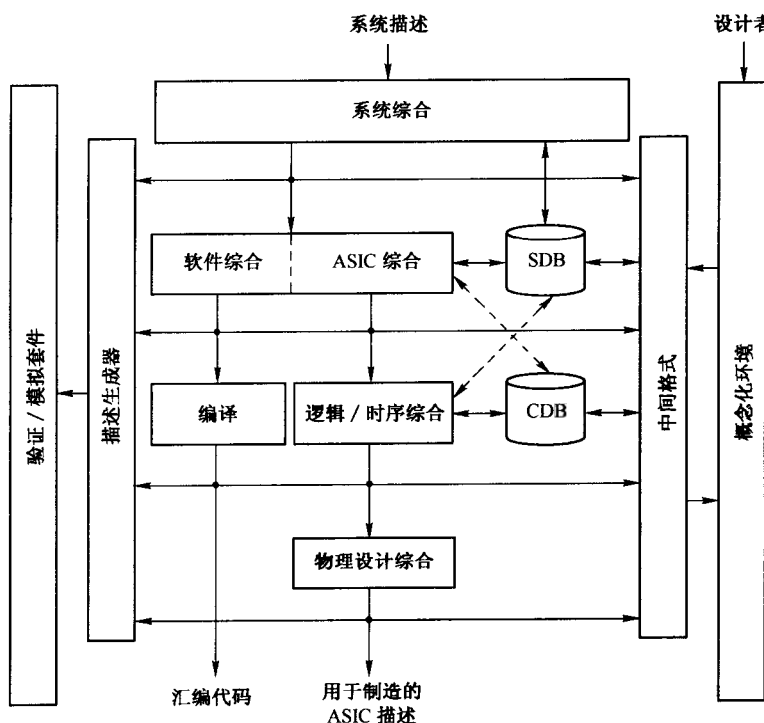 系统描述
设计者
系统综合
软件综合
ASIC 综合
SDB
编译
逻辑 / 时序综合
CDB
物理设计综合
验证 / 模拟套件
描述生成器
中间格式
概念化环境
汇编代码
用于制造的
ASIC 描述